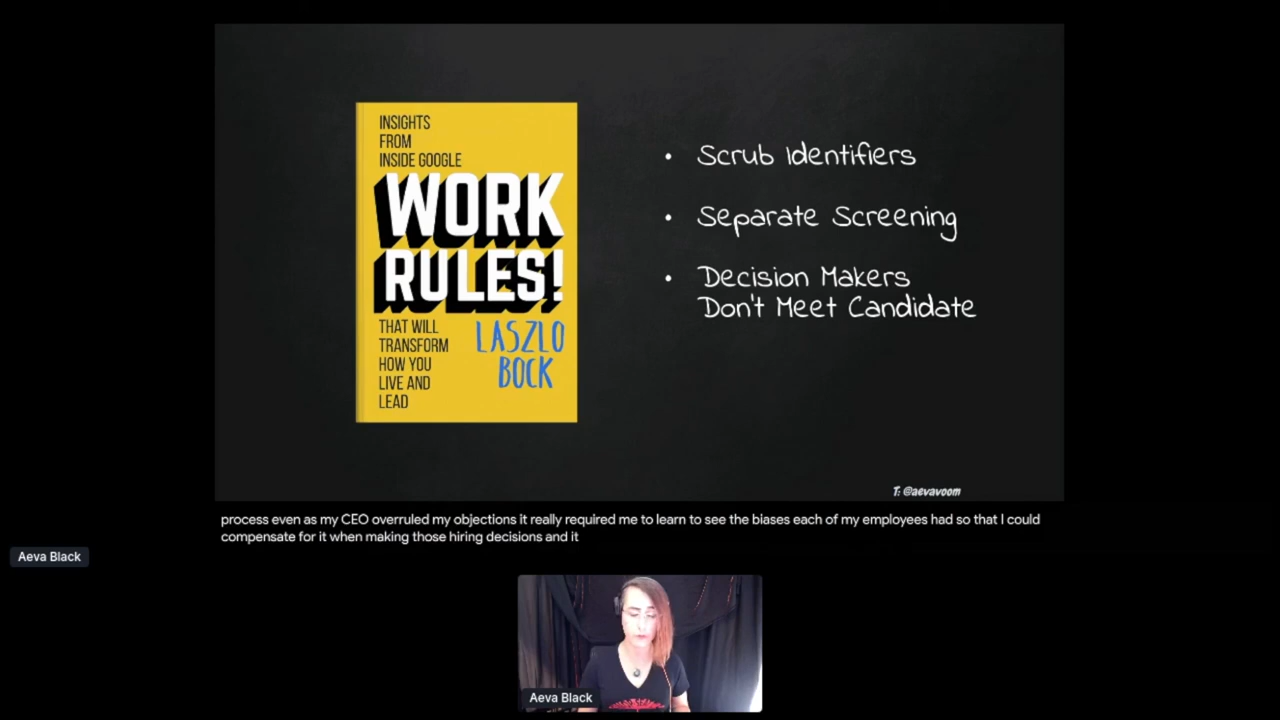 INSIGHTS
FROM
INSIDE GOOGLE
WORK
RULES!
THAT WILL
TRANSFORM
HOW YOU
LIVE AND
LEAD
LASZLO
BOCK
• Scrub Identifiers
• Separate Screening
• Decision Makers
Don't Meet Candidate
T: @aevavoom
process even as my CEO overruled my objections it really required me to learn to see the biases each of my employees had so that I could
compensate for it when making those hiring decisions and it
Aeva Black
Aeva Black